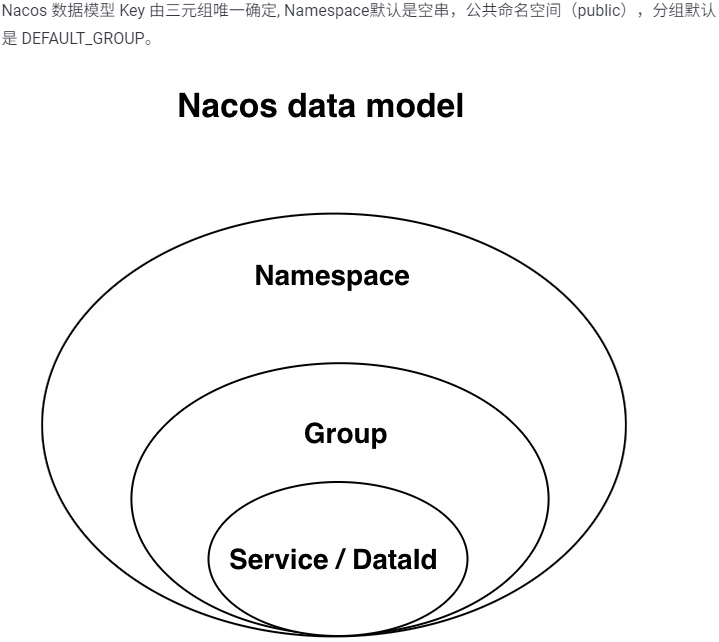 Nacos 数据模型 Key 由三元组唯一确定, Namespace默认是空串，公共命名空间（public），分组默认
是 DEFAULT_GROUP。
Nacos data model
Namespace
Group
Service / DataId